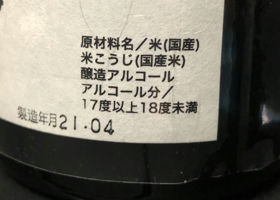 原材料名／米(国産)
米こうじ(国産米)
醸造アルコール
アルコール分／
17度以上18度未満
製造年月21.04